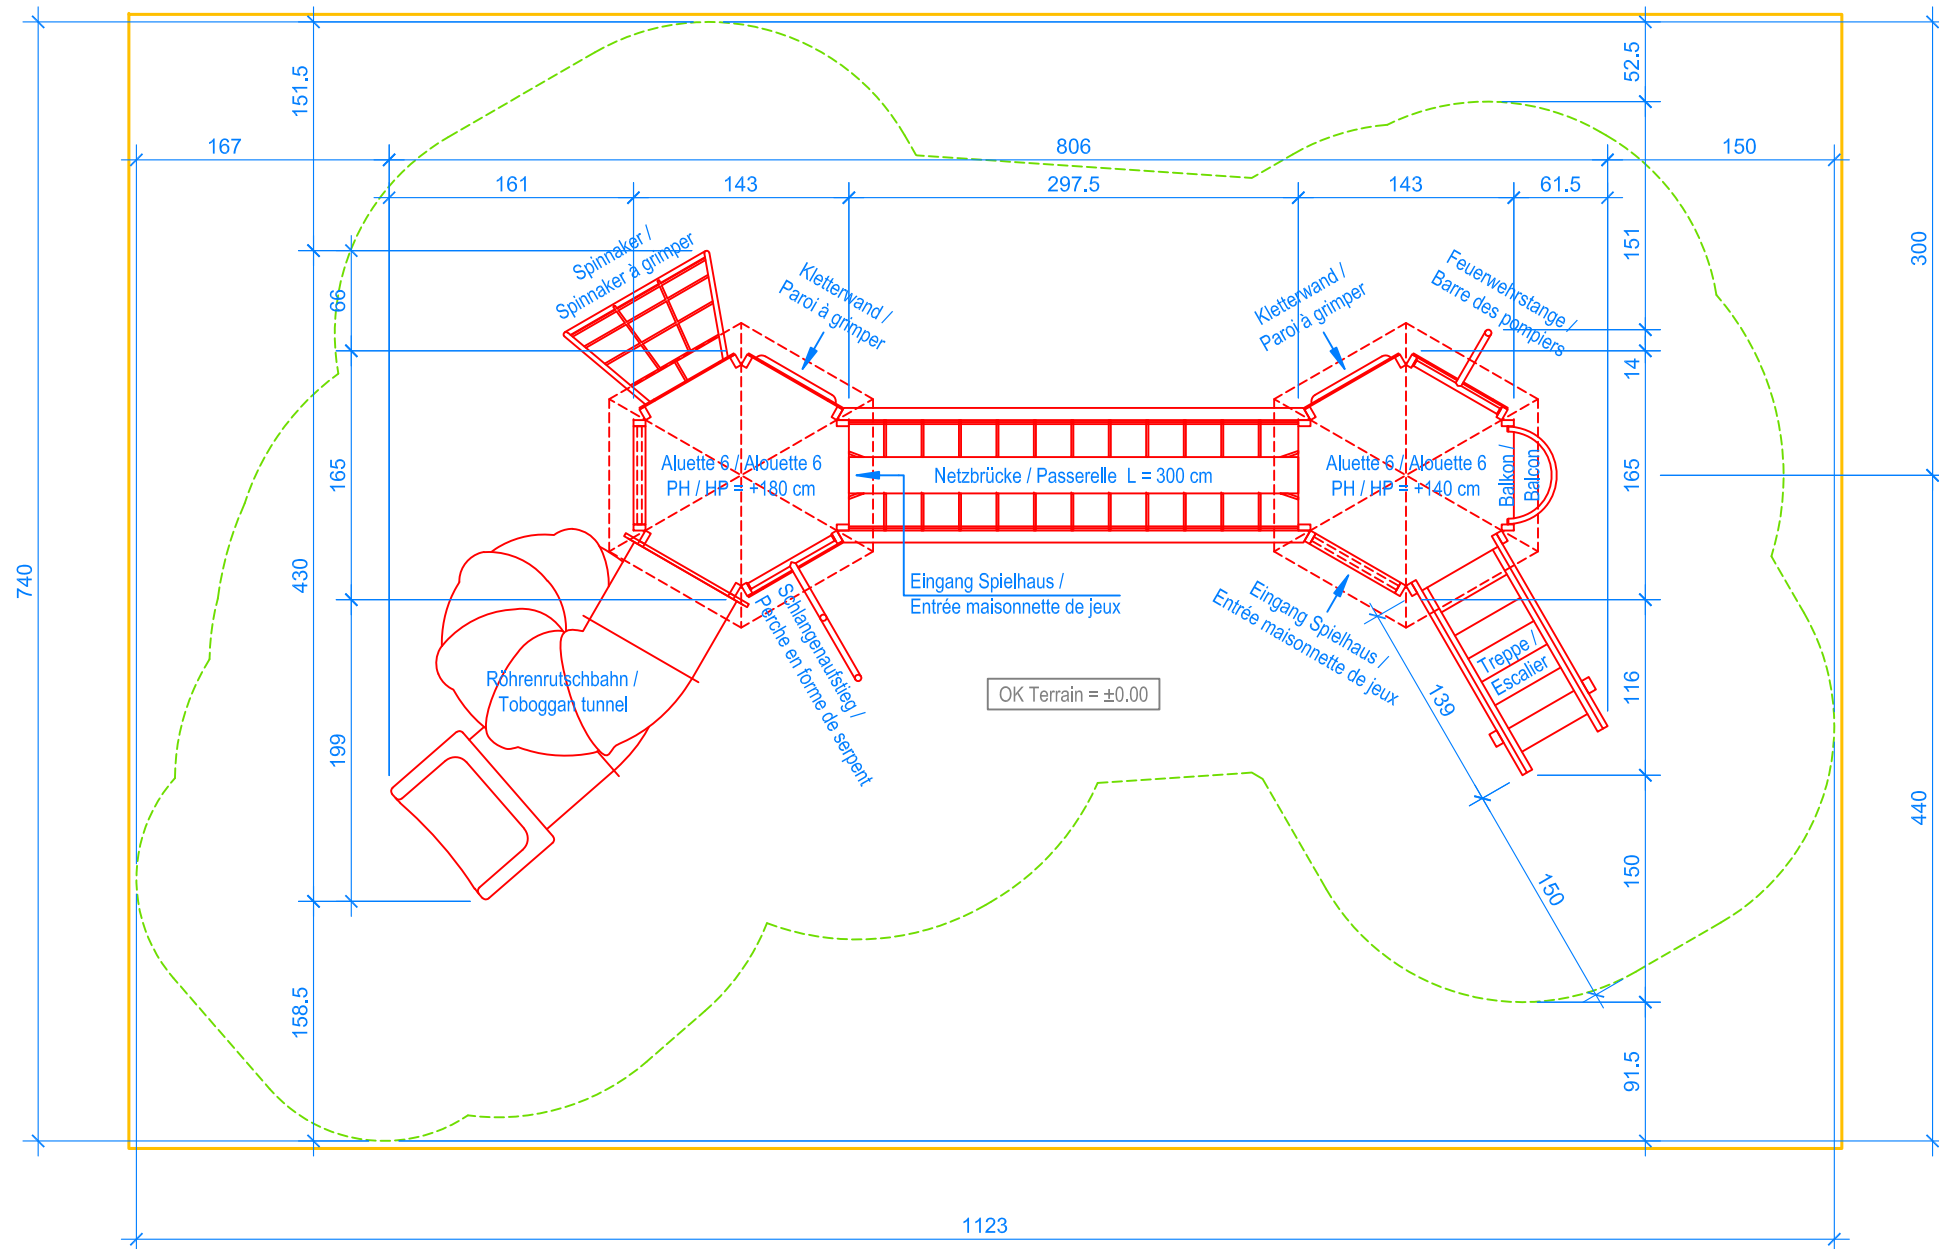 151.5
52.5
167
806
150
161
143
297.5
143
61.5
151
300
Spinnaker /
Spinnaker à grimper
Kletterwand /
Paroi à grimper
Kletterwand /
Paroi à grimper
Feuerwehrstange /
Barre des pompiers
66
14
165
Aluette 6 / Alouette 6
PH / HP = +180 cm
Netzbrücke / Passerelle L = 300 cm
Aluette 6 / Alouette 6
PH / HP = +140 cm
Balkon /
Balcon
165
740
430
Eingang Spielhaus /
Entrée maisonnette de jeux
Eingang Spielhaus /
Entrée maisonnette de jeux
Schlangenaufstieg /
Perche en forme de serpent
Röhrenrutschbahn /
Toboggan tunnel
OK Terrain = ±0.00
Treppe /
Escalier
139
116
199
440
150
150
158.5
91.5
1123